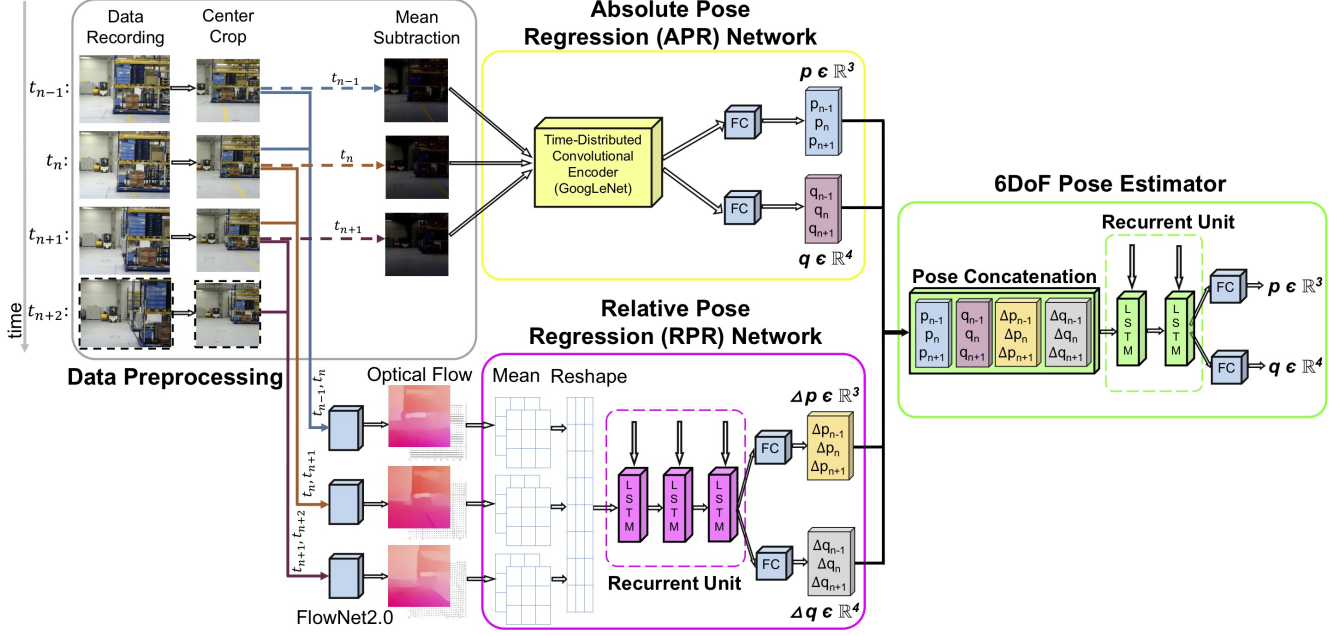 Data
Recording
Center
Crop
Mean
Subtraction
time
t_{n-1}:
t_n:
t_{n+1}:
t_{n+2}:
t_{n-1}
t_n
t_{n+1}
Data Preprocessing
Absolute Pose
Regression (APR) Network
Time-Distributed
Convolutional
Encoder
(GoogLeNet)
FC
FC
p ϵ ℝ³
p_{n-1}
p_n
p_{n+1}
q_{n-1}
q_n
q_{n+1}
q ϵ ℝ⁴
Relative Pose
Regression (RPR) Network
t_{n-1}, t_n
t_n, t_{n+1}
t_{n+1}, t_{n+2}
FlowNet2.0
Optical Flow
Mean
Reshape
LSTM
LSTM
LSTM
Recurrent Unit
FC
FC
Δp ϵ ℝ³
Δp_{n-1}
Δp_n
Δp_{n+1}
Δq_{n-1}
Δq_n
Δq_{n+1}
Δq ϵ ℝ⁴
6DoF Pose Estimator
Recurrent Unit
Pose Concatenation
p_{n-1}
p_n
p_{n+1}
q_{n-1}
q_n
q_{n+1}
Δp_{n-1}
Δp_n
Δp_{n+1}
Δq_{n-1}
Δq_n
Δq_{n+1}
LSTM
LSTM
FC
FC
p ϵ ℝ³
q ϵ ℝ⁴